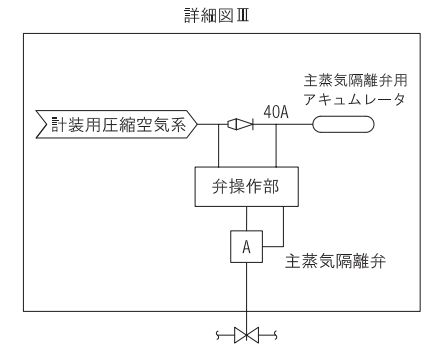 詳細図Ⅲ
主蒸気隔離弁用
アキュムレータ
40A
計装用圧縮空気系
弁操作部
A
主蒸気隔離弁